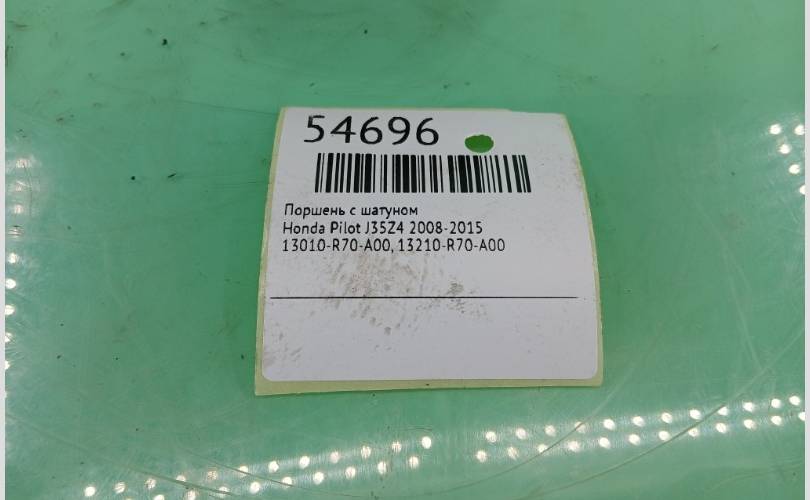 54696
Поршень с шатуном
Honda Pilot J35Z4 2008-2015
13010-R70-A00, 13210-R70-A00